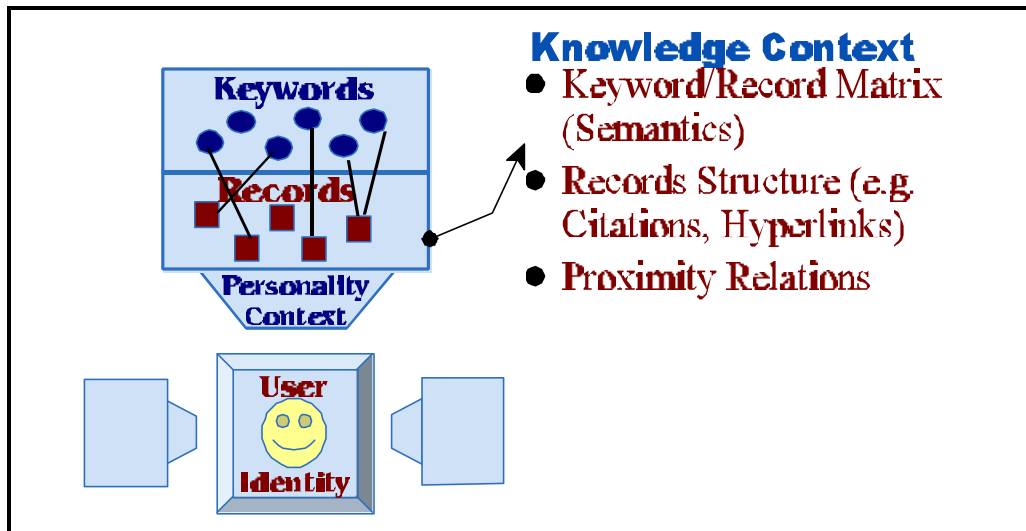 Knowledge Context
Keywords
Records
Personality
Context
User
Identity
● Keyword/Record Matrix
(Semantics)
● Records Structure (e.g.
Citations, Hyperlinks)
● Proximity Relations